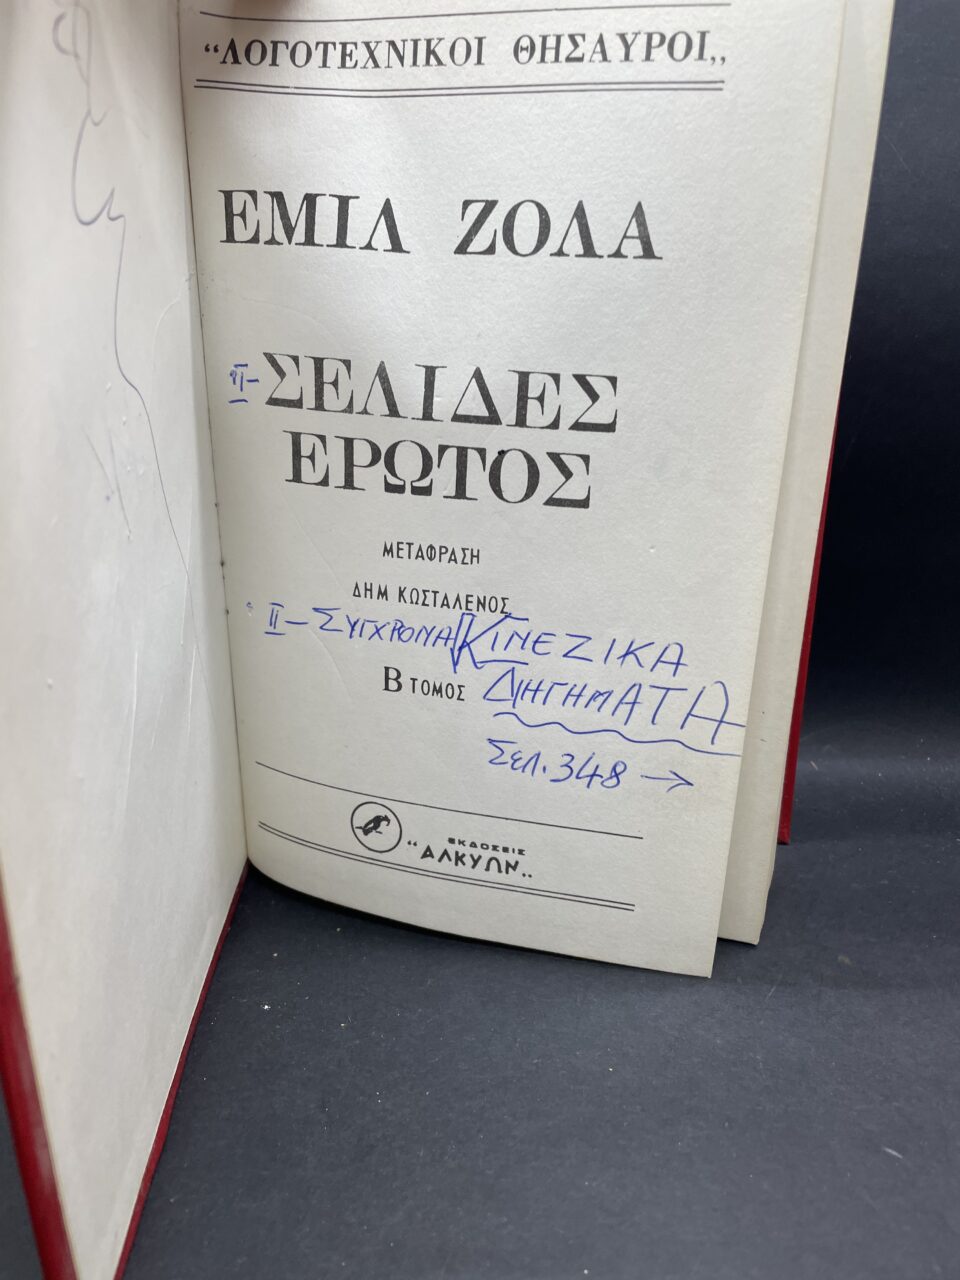 “ΛΟΓΟΤΕΧΝΙΚΟΙ ΘΗΣΑΥΡΟΙ„
ΕΜΙΛ ΖΟΛΑ
ΣΕΛΙΔΕΣ
ΕΡΩΤΟΣ
ΜΕΤΑΦΡΑΣΗ
ΔΗΜ ΚΩΣΤΑΛΕΝΟΣ
II – ΣΥΓΧΡΟΝΑ ΚΙΝΕΖΙΚΑ
Β ΤΟΜΟΣ ΔΙΗΓΗΜΑΤΑ
Σελ. 348 →
ΕΚΔΟΣΕΙΣ
“ΑΛΚΥΩΝ„